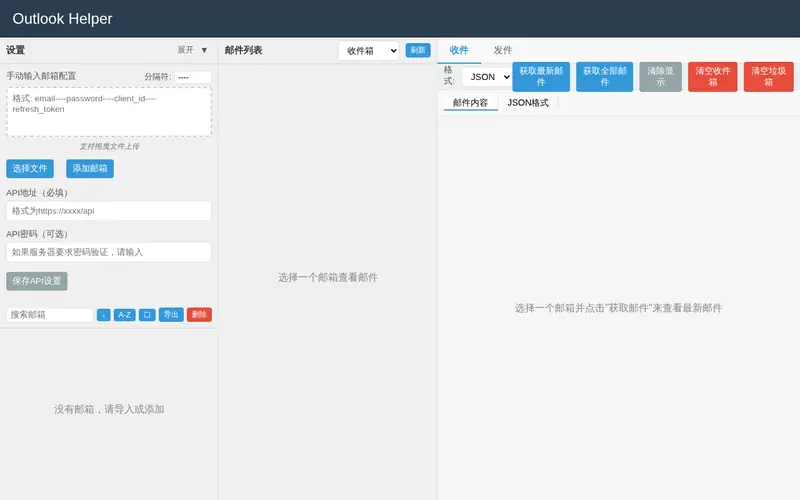 Outlook Helper
设置
展开 ▼
手动输入邮箱配置
分隔符: ----
格式: email----password----client_id----
refresh_token
支持拖曳文件上传
选择文件
添加邮箱
API地址（必填）
格式为https://xxxx/api
API密码（可选）
如果服务器要求密码验证，请输入
保存API设置
搜索邮箱
↓
A-Z
☐
导出
删除
没有邮箱，请导入或添加
邮件列表
收件箱
刷新
选择一个邮箱查看邮件
收件
发件
格
式:
JSON
获取最新邮
件
获取全部邮
件
清除显
示
清空收件
箱
清空垃圾
箱
邮件内容
JSON格式
选择一个邮箱并点击"获取邮件"来查看最新邮件